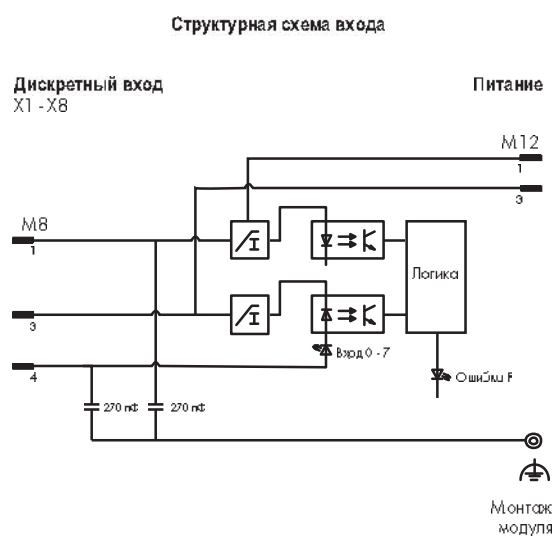 Структурная схема входа
Дискретный вход
X1 - X8
Питание
M12
1
3
M8
1
3
4
I
I
Логика
Вход 0 - 7
Ошибка F
270 пФ
270 пФ
Монтаж
модуля